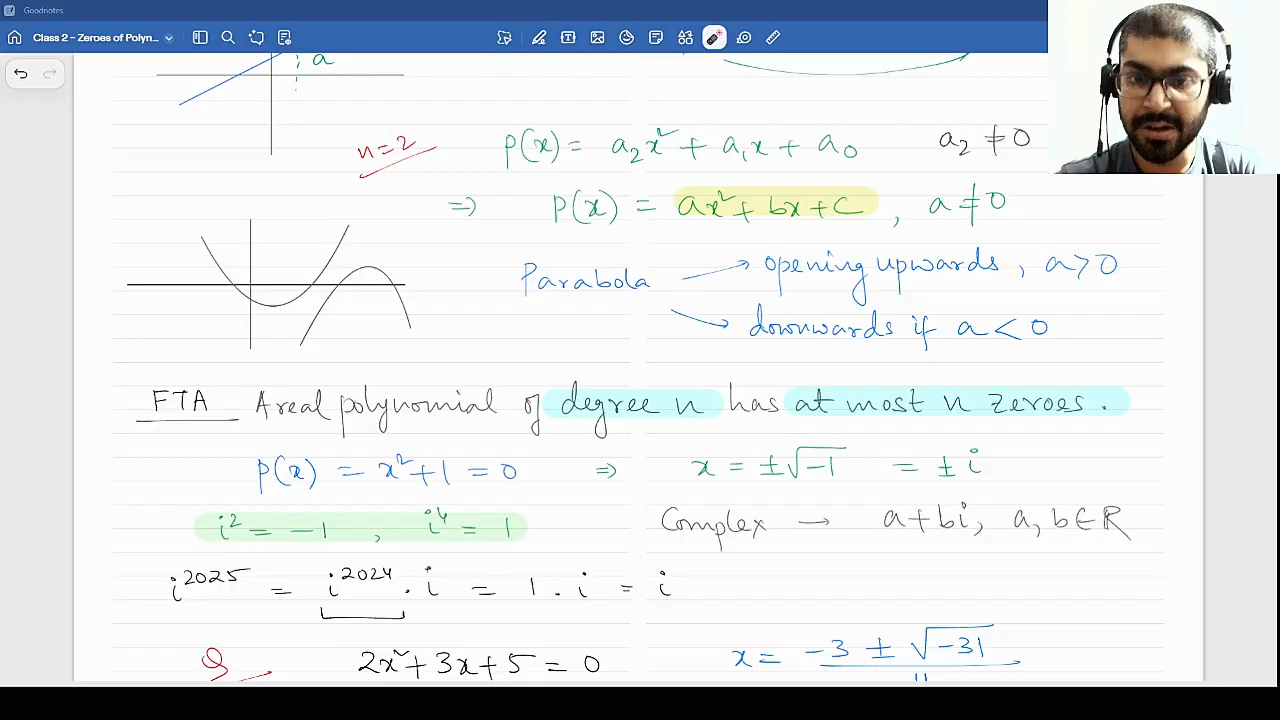 Goodnotes
Class 2 - Zeroes of Polyn...
a
n=2
p(x) = a₂x² + a₁x + a₀ a₂ ≠ 0
⇒ p(x) = ax² + bx + c , a ≠ 0
Parabola → opening upwards, a > 0
→ downwards if a < 0
FTA A real polynomial of degree n has at most n zeroes.
p(x) = x²+1 = 0 ⇒ x = ±√-1 = ±i
i² = -1 , i⁴ = 1 Complex → a+bi, a, b ∈ R
i²⁰²⁵ = i²⁰²⁴ . i = 1 . i = i
Q 2x²+3x+5 = 0 x = -3 ± √-31